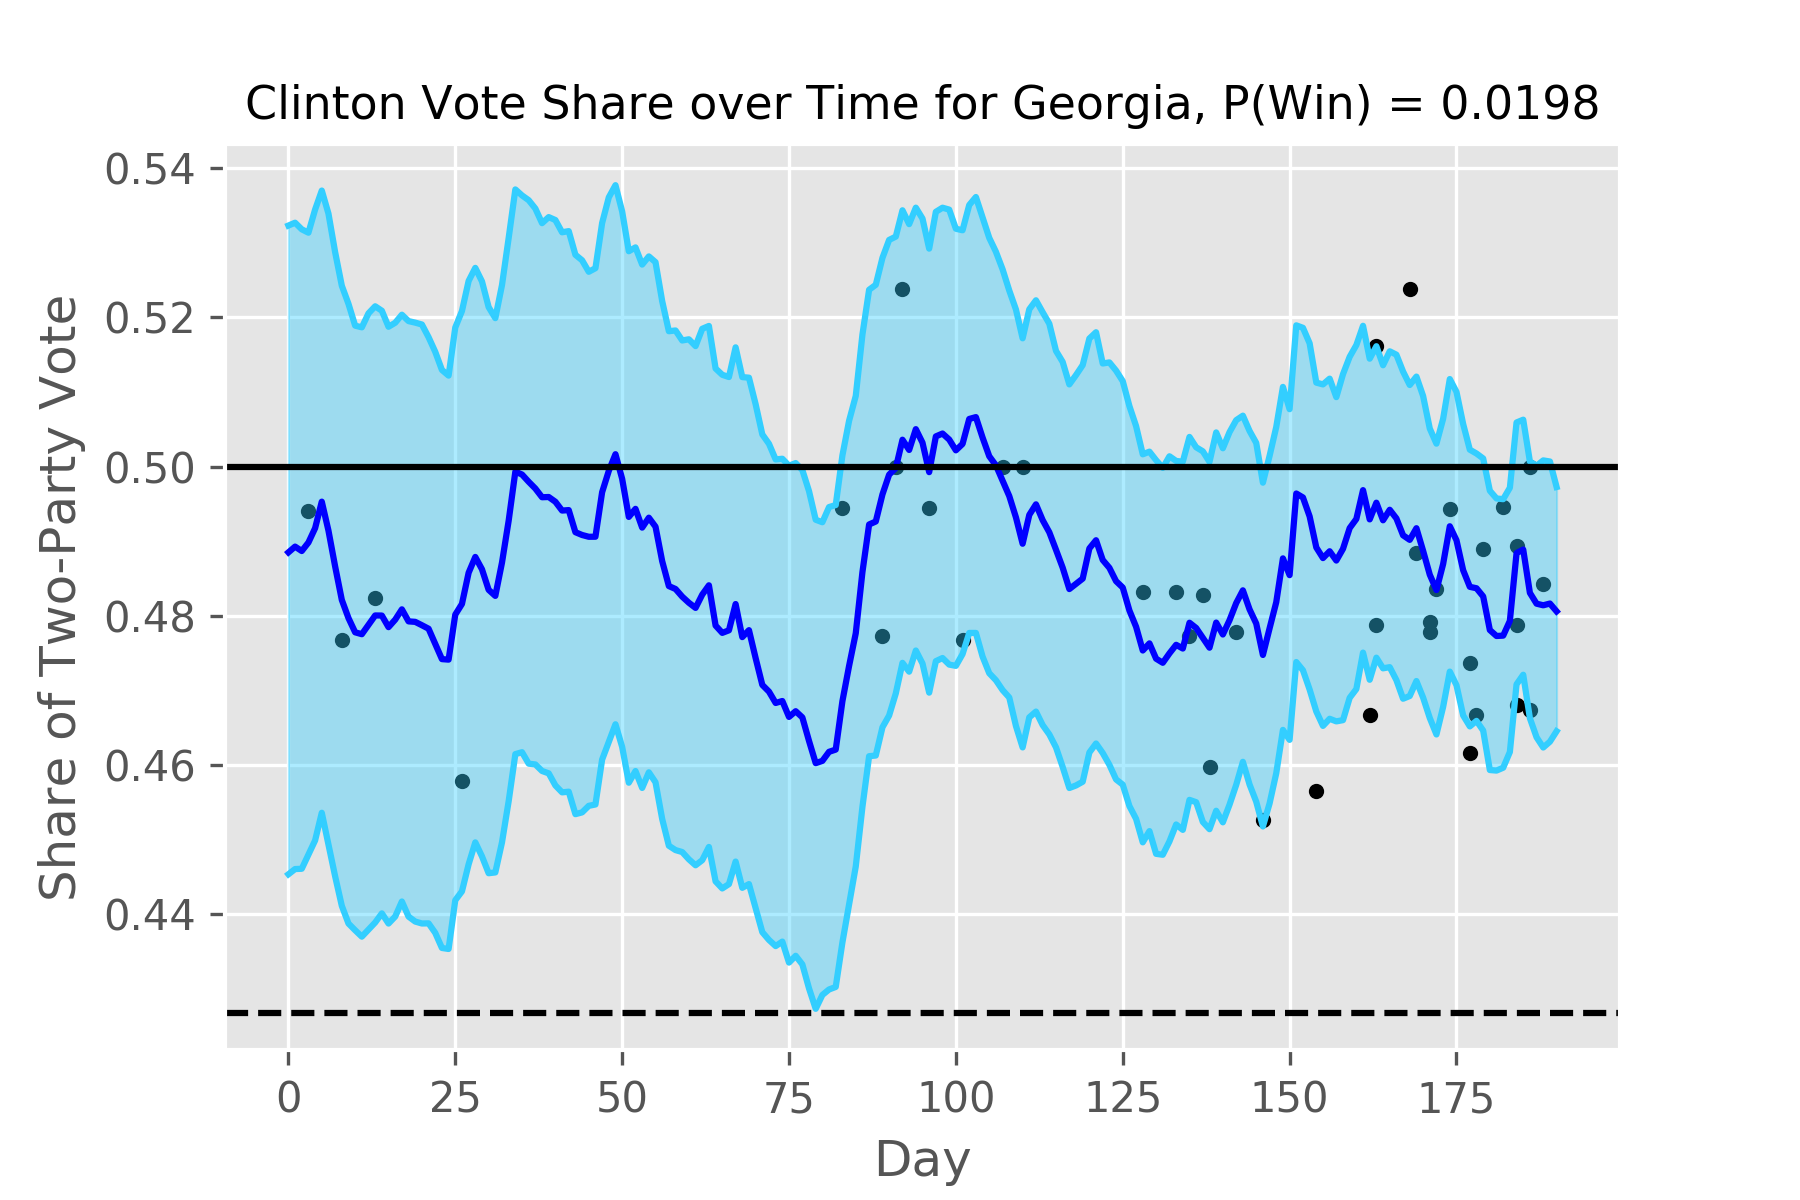 Clinton Vote Share over Time for Georgia, P(Win) = 0.0198
Share of Two-Party Vote
0.54
0.52
0.50
0.48
0.46
0.44
0 25 50 75 100 125 150 175
Day